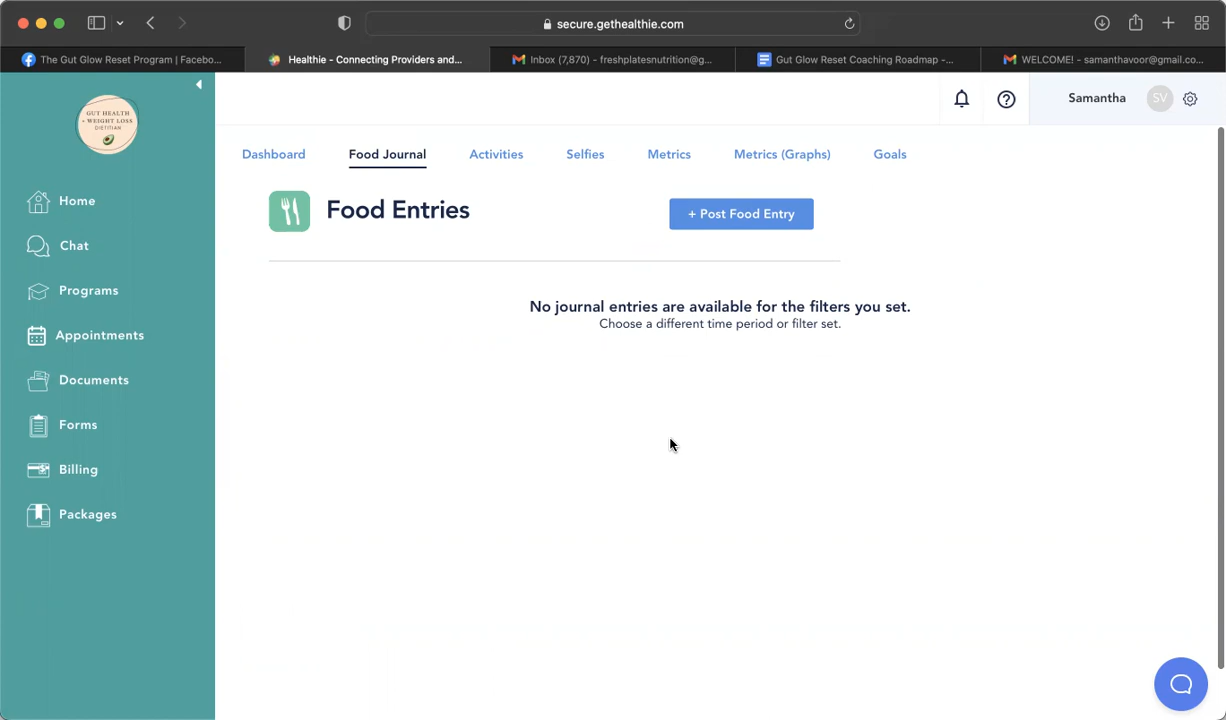 secure.gethealthie.com
The Gut Glow Reset Program | Facebo...
Healthie - Connecting Providers and...
Inbox (7,870) - freshplatesnutrition@g...
Gut Glow Reset Coaching Roadmap -...
WELCOME! - samanthavoor@gmail.co...
GUT HEALTH
+ WEIGHT LOSS
DIETITIAN
Samantha
SV
Home
Chat
Programs
Appointments
Documents
Forms
Billing
Packages
Dashboard
Food Journal
Activities
Selfies
Metrics
Metrics (Graphs)
Goals
Food Entries
+ Post Food Entry
No journal entries are available for the filters you set.
Choose a different time period or filter set.